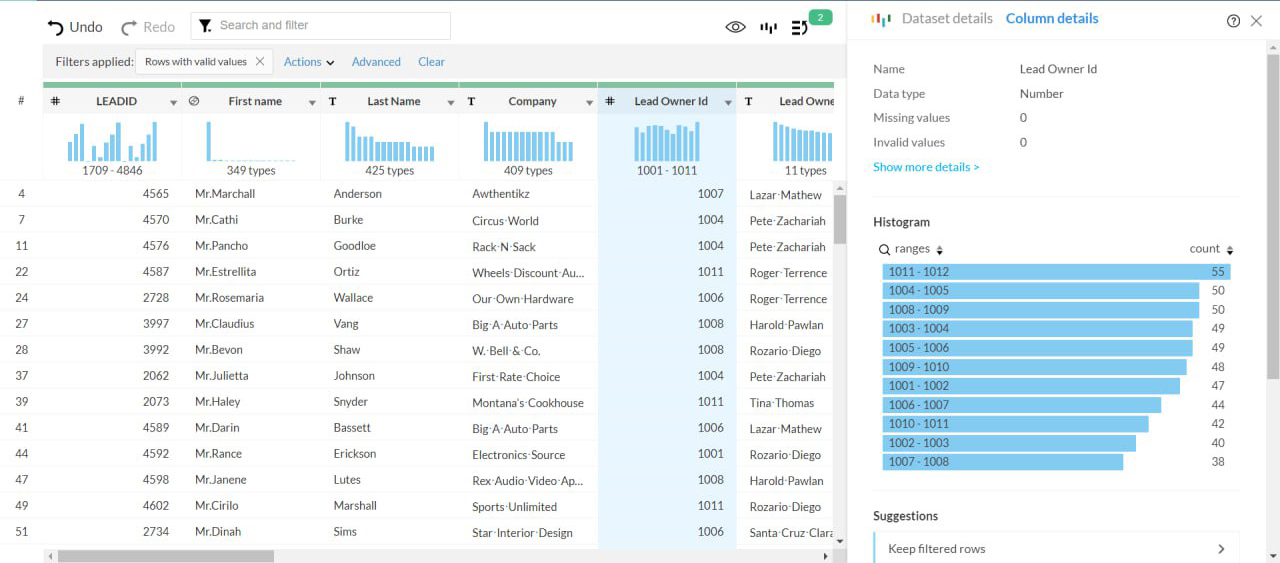 Undo Redo Search and filter 2
Filters applied: Rows with valid values Actions Advanced Clear
# # LEADID First name T Last Name T Company # Lead Owner Id T Lead Owne
1709 - 4846 349 types 425 types 409 types 1001 - 1011 11 types
4 4565 Mr.Marchall Anderson Awthentikz 1007 Lazar·Mathew
7 4570 Mr.Cathi Burke Circus·World 1004 Pete·Zachariah
11 4576 Mr.Pancho Goodloe Rack·N·Sack 1004 Pete·Zachariah
22 4587 Mr.Estrellita Ortiz Wheels·Discount·Au... 1011 Roger·Terrence
24 2728 Mr.Rosemaria Wallace Our·Own·Hardware 1006 Roger·Terrence
27 3997 Mr.Claudius Vang Big·A·Auto·Parts 1008 Harold·Pawlan
28 3992 Mr.Bevon Shaw W.·Bell·&·Co. 1008 Rozario·Diego
37 2062 Mr.Julietta Johnson First·Rate·Choice 1004 Pete·Zachariah
39 2073 Mr.Haley Snyder Montana's·Cookhouse 1011 Tina·Thomas
41 4589 Mr.Darin Bassett Big·A·Auto·Parts 1006 Lazar·Mathew
44 4592 Mr.Rance Erickson Electronics·Source 1001 Rozario·Diego
47 4598 Mr.Janene Lutes Rex·Audio·Video·Ap... 1008 Harold·Pawlan
49 4602 Mr.Cirilo Marshall Sports·Unlimited 1011 Rozario·Diego
51 2734 Mr.Dinah Sims Star·Interior·Design 1006 Santa·Cruz·Clara
Dataset details Column details
Name Lead Owner Id
Data type Number
Missing values 0
Invalid values 0
Show more details >
Histogram
ranges count
1011 - 1012 55
1004 - 1005 50
1008 - 1009 50
1003 - 1004 49
1005 - 1006 49
1009 - 1010 48
1001 - 1002 47
1006 - 1007 44
1010 - 1011 42
1002 - 1003 40
1007 - 1008 38
Suggestions
Keep filtered rows